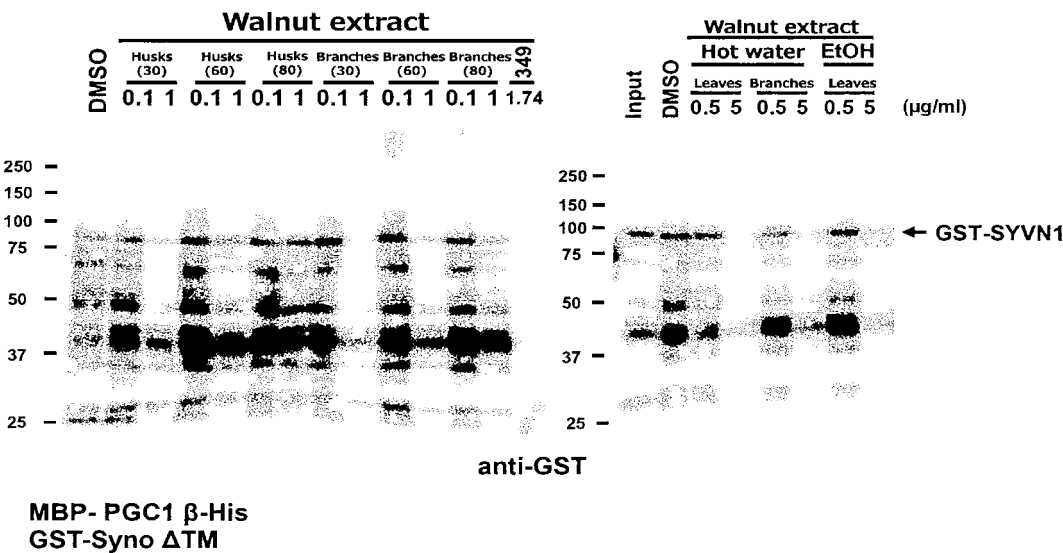 Walnut extract
DMSO
Husks (30) Husks (60) Husks (80) Branches (30) Branches (60) Branches (80) 349
0.1 1 0.1 1 0.1 1 0.1 1 0.1 1 0.1 1 1.74
250
150
100
75
50
37
25
Walnut extract
Hot water EtOH
Input DMSO Leaves Branches Leaves
0.5 5 0.5 5 0.5 5 (µg/ml)
250
150
100
75
50
37
25
← GST-SYVN1
anti-GST
MBP- PGC1 β-His
GST-Syno ΔTM